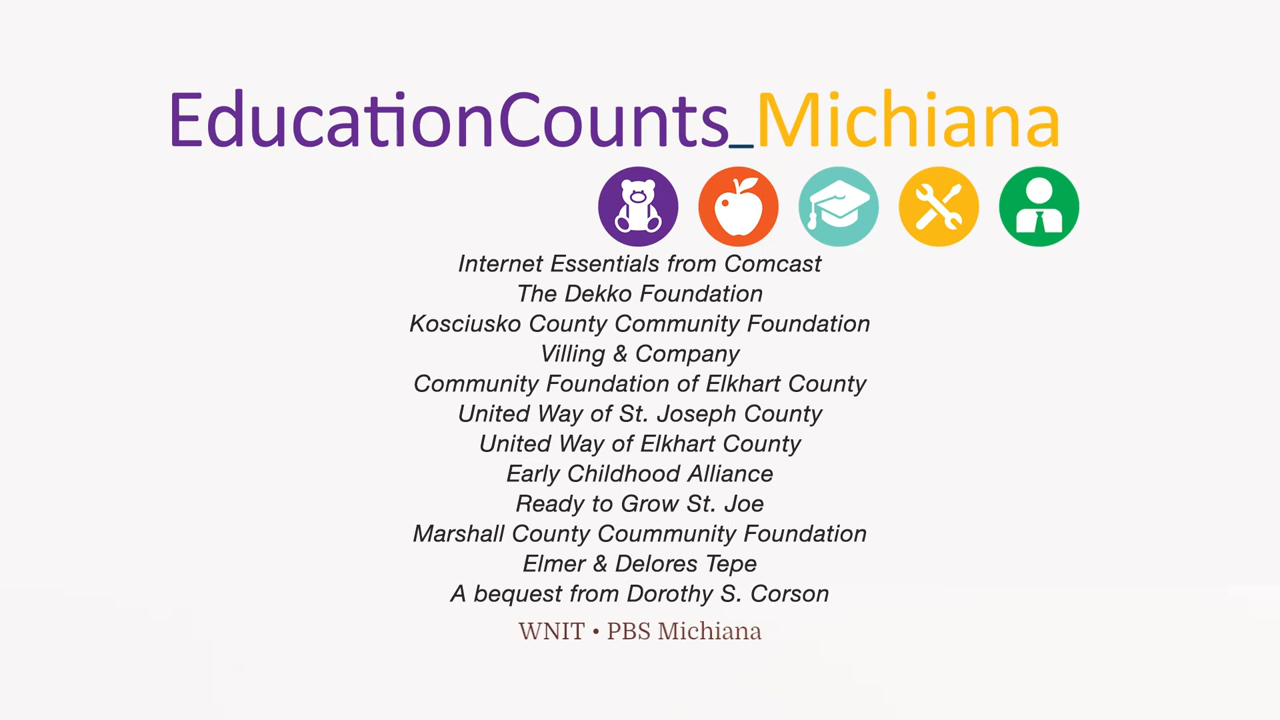 EducationCounts_Michiana
Internet Essentials from Comcast
The Dekko Foundation
Kosciusko County Community Foundation
Villing & Company
Community Foundation of Elkhart County
United Way of St. Joseph County
United Way of Elkhart County
Early Childhood Alliance
Ready to Grow St. Joe
Marshall County Coummunity Foundation
Elmer & Delores Tepe
A bequest from Dorothy S. Corson
WNIT • PBS Michiana